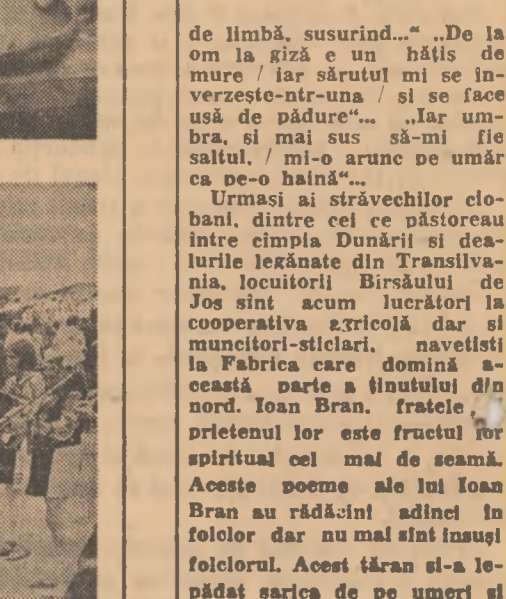 de limbă, susurind...“ „De la
om la giză e un hățiș de
mure / iar sărutul mi se în-
verzește-ntr-una / și se face
ușă de pădure“... „Iar um-
bra, și mai sus să-mi fie
saltul, / mi-o arunc pe umăr
ca pe-o haină“...
Urmași ai străvechilor cio-
bani, dintre cei ce păstoreau
între cîmpia Dunării și dea-
lurile legănate din Transilva-
nia, locuitorii Bîrsăului de
Jos sînt acum lucrători la
cooperativa agricolă dar și
muncitori-sticlari, navetiști
la Fabrica care domină a-
ceastă parte a ținutului din
nord. Ioan Bran, fratele,
prietenul lor este fructul lor
spiritual cel mai de seamă.
Aceste poeme ale lui Ioan
Bran au rădăcini adînci în
folclor dar nu mai sînt însuși
folclorul. Acest țăran și-a le-
pădat sarica de pe umeri și